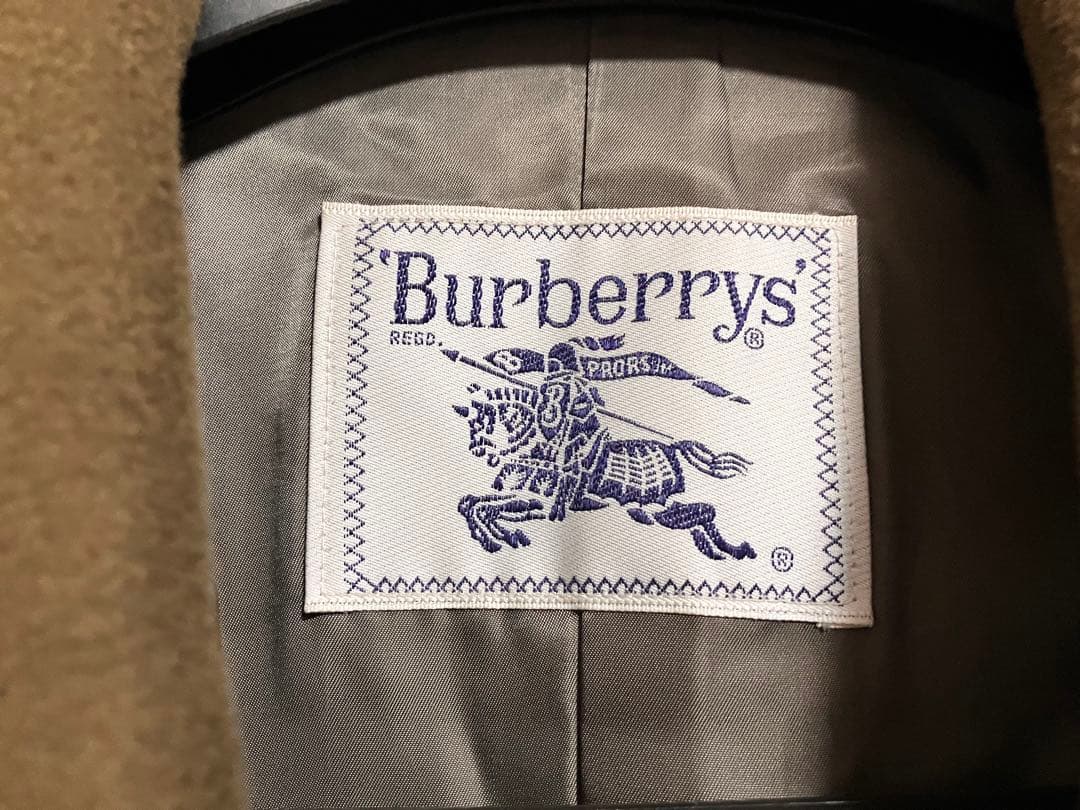 'Burberrys'
REGD. ®
B PRORSUM
B
®